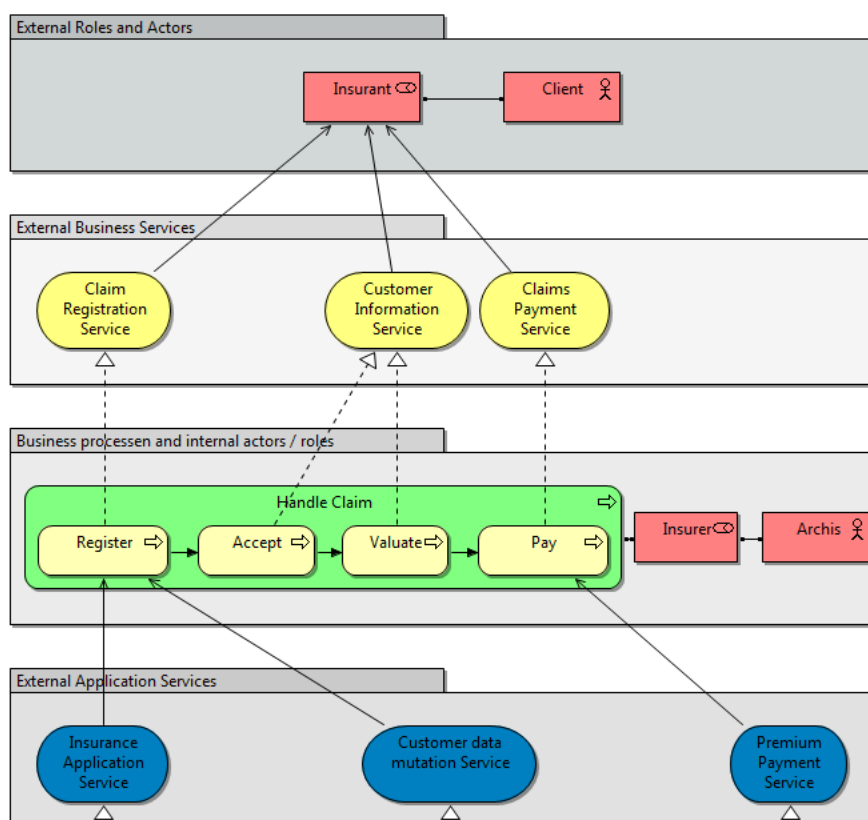 External Roles and Actors
Insurant
Client
External Business Services
Claim
Registration
Service
Customer
Information
Service
Claims
Payment
Service
Business processen and internal actors / roles
Handle Claim
Register
Accept
Valuate
Pay
Insurer
Archis
External Application Services
Insurance
Application
Service
Customer data
mutation Service
Premium
Payment
Service